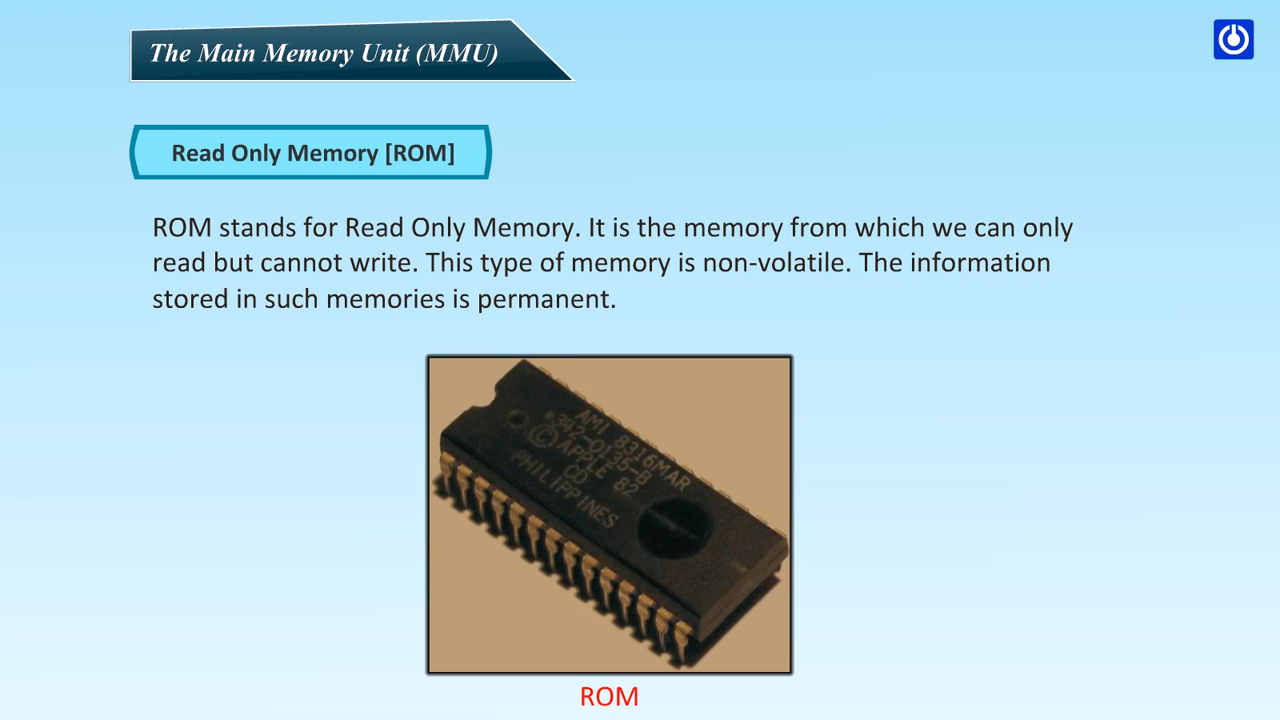 The Main Memory Unit (MMU)
Read Only Memory [ROM]
ROM stands for Read Only Memory. It is the memory from which we can only
read but cannot write. This type of memory is non-volatile. The information
stored in such memories is permanent.
AMI 8316MAR
342-0135-B
© APPLE 82
CD
PHILIPPINES
ROM